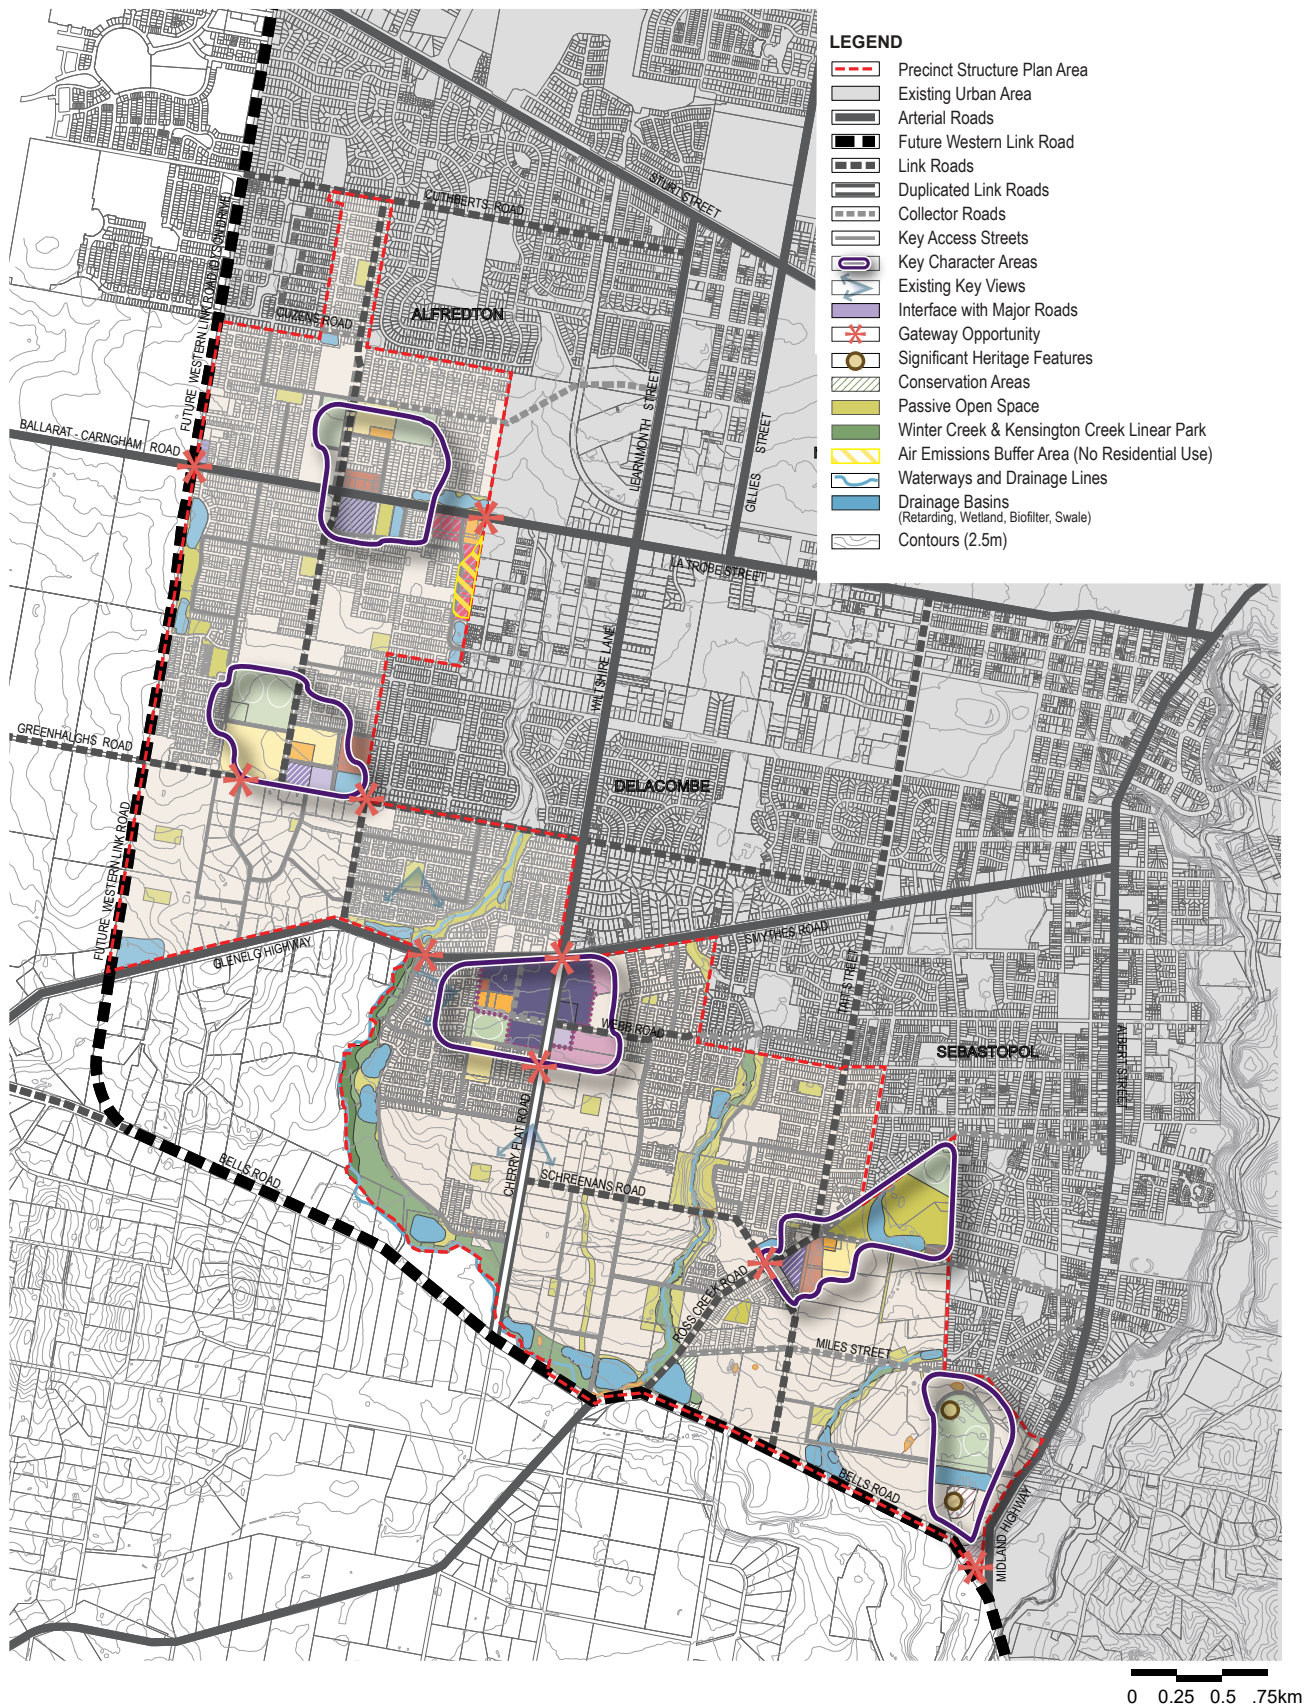 LEGEND
Precinct Structure Plan Area
Existing Urban Area
Arterial Roads
Future Western Link Road
Link Roads
Duplicated Link Roads
Collector Roads
Key Access Streets
Key Character Areas
Existing Key Views
Interface with Major Roads
Gateway Opportunity
Significant Heritage Features
Conservation Areas
Passive Open Space
Winter Creek & Kensington Creek Linear Park
Air Emissions Buffer Area (No Residential Use)
Waterways and Drainage Lines
Drainage Basins
(Retarding, Wetland, Biofilter, Swale)
Contours (2.5m)
STURT STREET
CUTHBERTS ROAD
CUZENS ROAD
ALFREDTON
FUTURE WESTERN LINK ROAD
BALLARAT - CARNGHAM ROAD
LEARNMONTH STREET
GILLIES STREET
LA TROBE STREET
WILTSHIRE LANE
GREENHALGHS ROAD
DELACOMBE
FUTURE WESTERN LINK ROAD
GLENELG HIGHWAY
SMYTHES ROAD
TAIT STREET
WEBB ROAD
SEBASTOPOL
ALBERT STREET
CHERRY FLAT ROAD
BELLS ROAD
SCHREENANS ROAD
ROSS CREEK ROAD
MILES STREET
BELLS ROAD
MIDLAND HIGHWAY
0 0.25 0.5 .75km